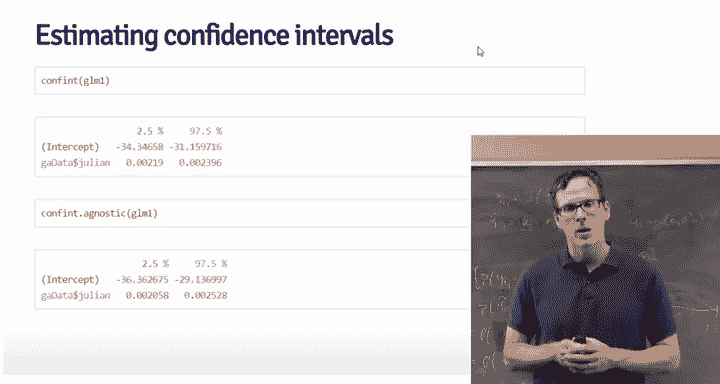 Estimating confidence intervals
confint(glm1)
2.5 % 97.5 %
(Intercept) -34.34658 -31.159716
gaData$julian 0.00219 0.002396
confint.agnostic(glm1)
2.5 % 97.5 %
(Intercept) -36.362675 -29.136997
gaData$julian 0.002058 0.002528